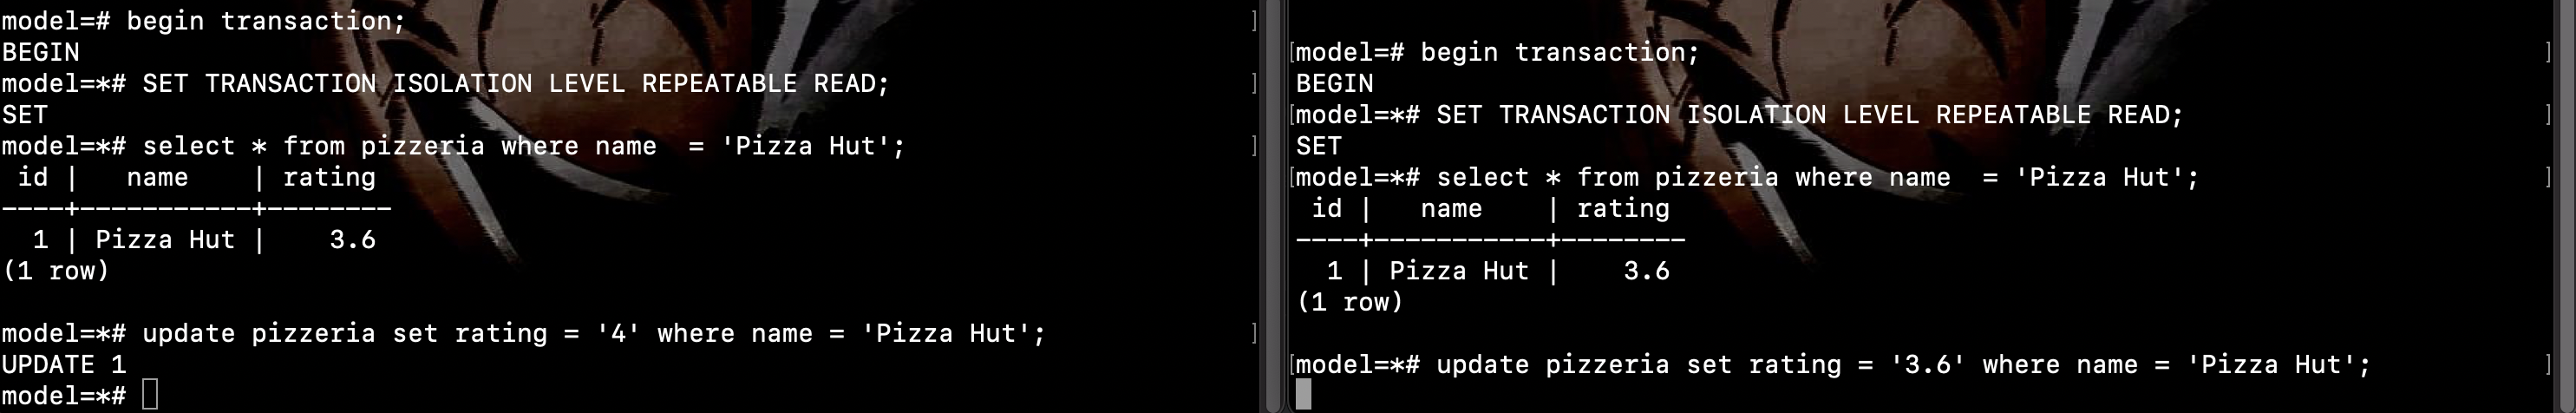 model=# begin transaction;
BEGIN
model=*# SET TRANSACTION ISOLATION LEVEL REPEATABLE READ;
SET
model=*# select * from pizzeria where name  = 'Pizza Hut';
 id |   name    | rating
----+-----------+--------
  1 | Pizza Hut |    3.6
(1 row)
model=*# update pizzeria set rating = '4' where name = 'Pizza Hut';
UPDATE 1
model=*#
model=# begin transaction;
BEGIN
model=*# SET TRANSACTION ISOLATION LEVEL REPEATABLE READ;
SET
model=*# select * from pizzeria where name  = 'Pizza Hut';
 id |   name    | rating
----+-----------+--------
  1 | Pizza Hut |    3.6
(1 row)
model=*# update pizzeria set rating = '3.6' where name = 'Pizza Hut';